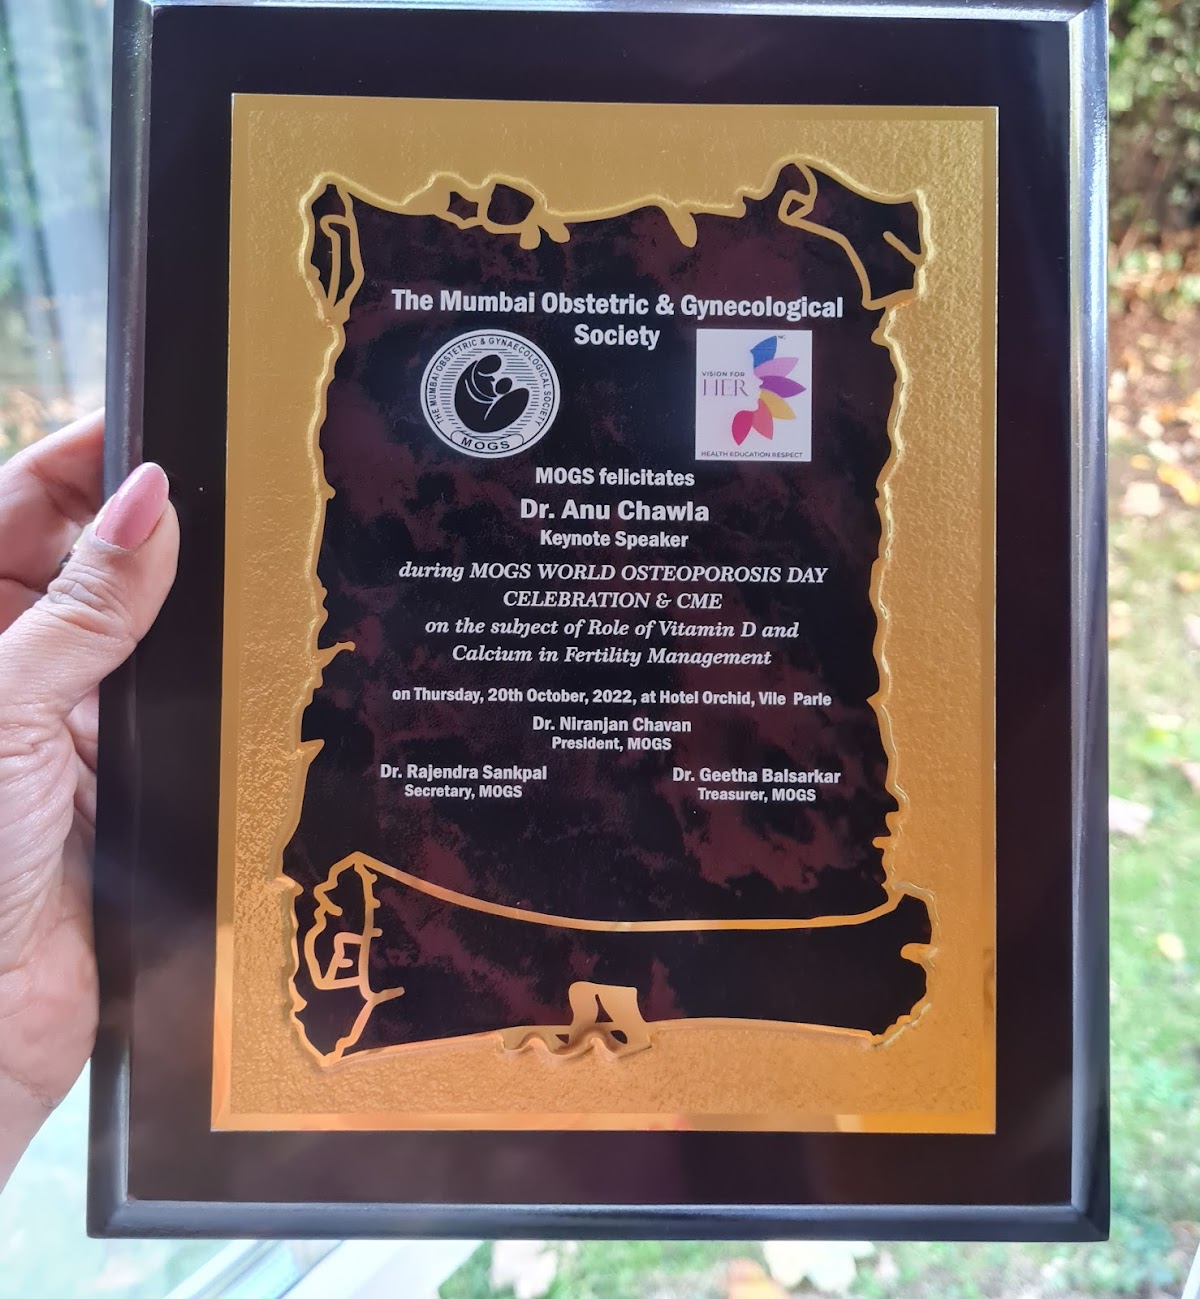 The Mumbai Obstetric & Gynecological
Society
THE MUMBAI OBSTETRIC & GYNAECOLOGICAL SOCIETY
MOGS
VISION FOR
HER
HEALTH EDUCATION RESPECT
MOGS felicitates
Dr. Anu Chawla
Keynote Speaker
during MOGS WORLD OSTEOPOROSIS DAY
CELEBRATION & CME
on the subject of Role of Vitamin D and
Calcium in Fertility Management
on Thursday, 20th October, 2022, at Hotel Orchid, Vile Parle
Dr. Niranjan Chavan
President, MOGS
Dr. Rajendra Sankpal
Secretary, MOGS
Dr. Geetha Balsarkar
Treasurer, MOGS